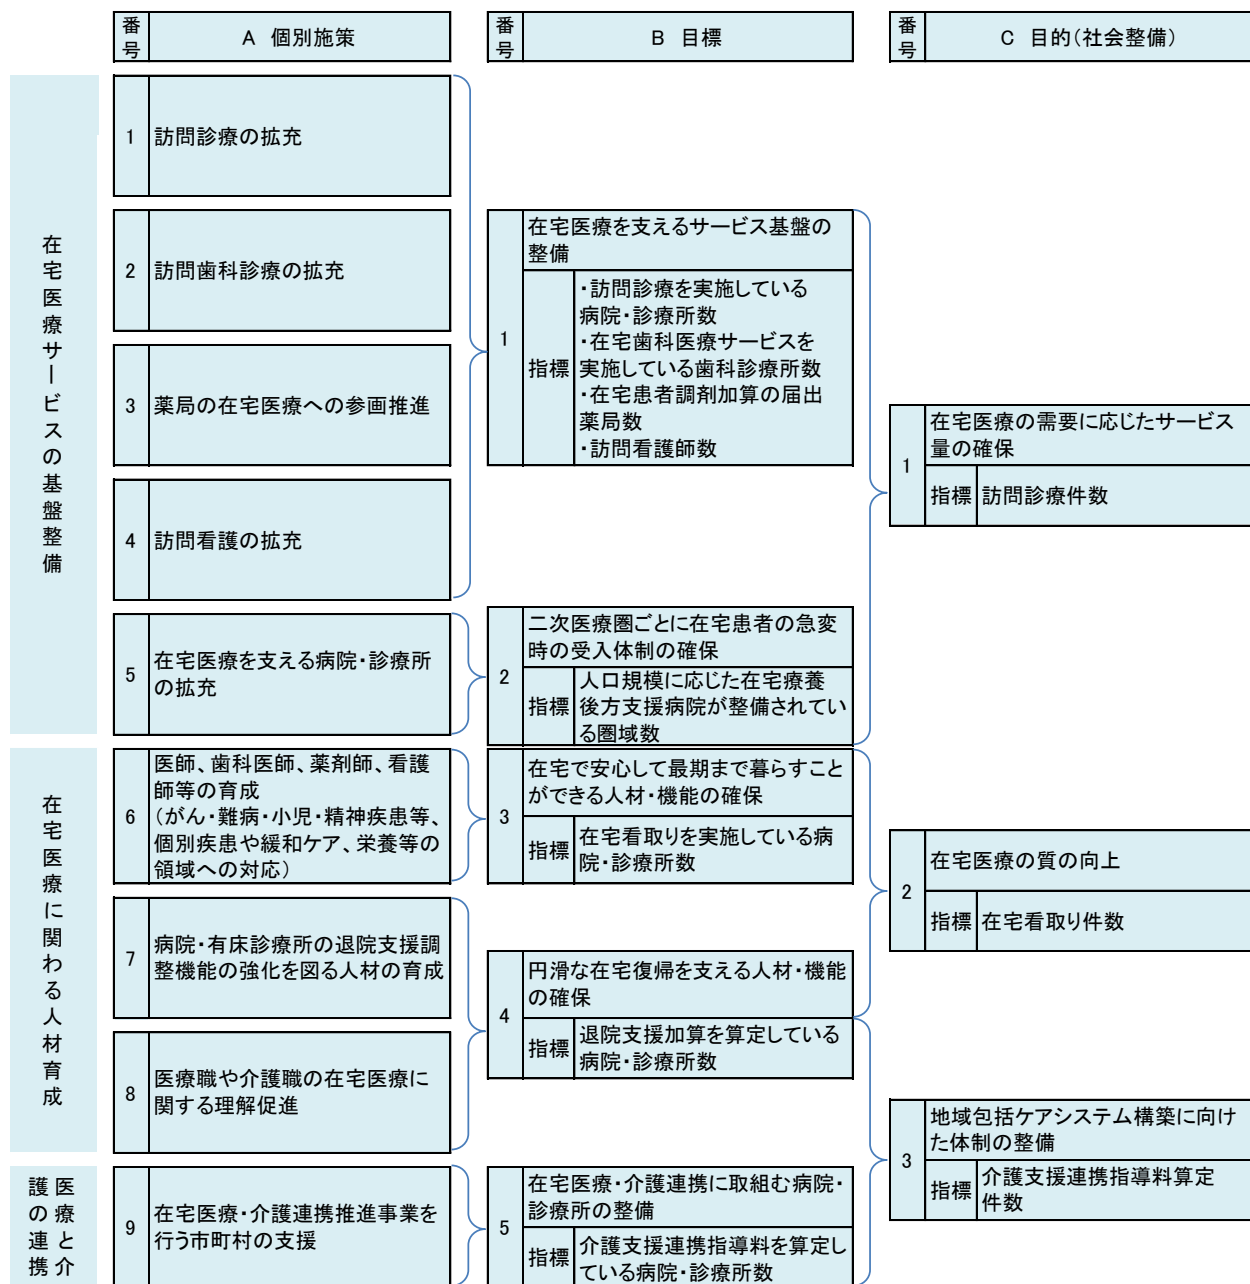 番号
A 個別施策
番号
B 目標
番号
C 目的(社会整備)
在宅医療サービスの基盤整備
1
訪問診療の拡充
2
訪問歯科診療の拡充
3
薬局の在宅医療への参画推進
4
訪問看護の拡充
5
在宅医療を支える病院・診療所
の拡充
在宅医療に関わる人材育成
6
医師、歯科医師、薬剤師、看護
師等の育成
(がん・難病・小児・精神疾患等、
個別疾患や緩和ケア、栄養等の
領域への対応)
7
病院・有床診療所の退院支援調
整機能の強化を図る人材の育成
8
医療職や介護職の在宅医療に
関する理解促進
医療と介
護の連携
9
在宅医療・介護連携推進事業を
行う市町村の支援
1
在宅医療を支えるサービス基盤の
整備
指標
・訪問診療を実施している
病院・診療所数
・在宅歯科医療サービスを
実施している歯科診療所数
・在宅患者調剤加算の届出
薬局数
・訪問看護師数
2
二次医療圏ごとに在宅患者の急変
時の受入体制の確保
指標
人口規模に応じた在宅療養
後方支援病院が整備されてい
る圏域数
3
在宅で安心して最期まで暮らすこと
ができる人材・機能の確保
指標
在宅看取りを実施している病
院・診療所数
4
円滑な在宅復帰を支える人材・機能
の確保
指標
退院支援加算を算定している
病院・診療所数
5
在宅医療・介護連携に取組む病院・
診療所の整備
指標
介護支援連携指導料を算定し
ている病院・診療所数
1
在宅医療の需要に応じたサービス
量の確保
指標
訪問診療件数
2
在宅医療の質の向上
指標
在宅看取り件数
3
地域包括ケアシステム構築に向け
た体制の整備
指標
介護支援連携指導料算定
件数